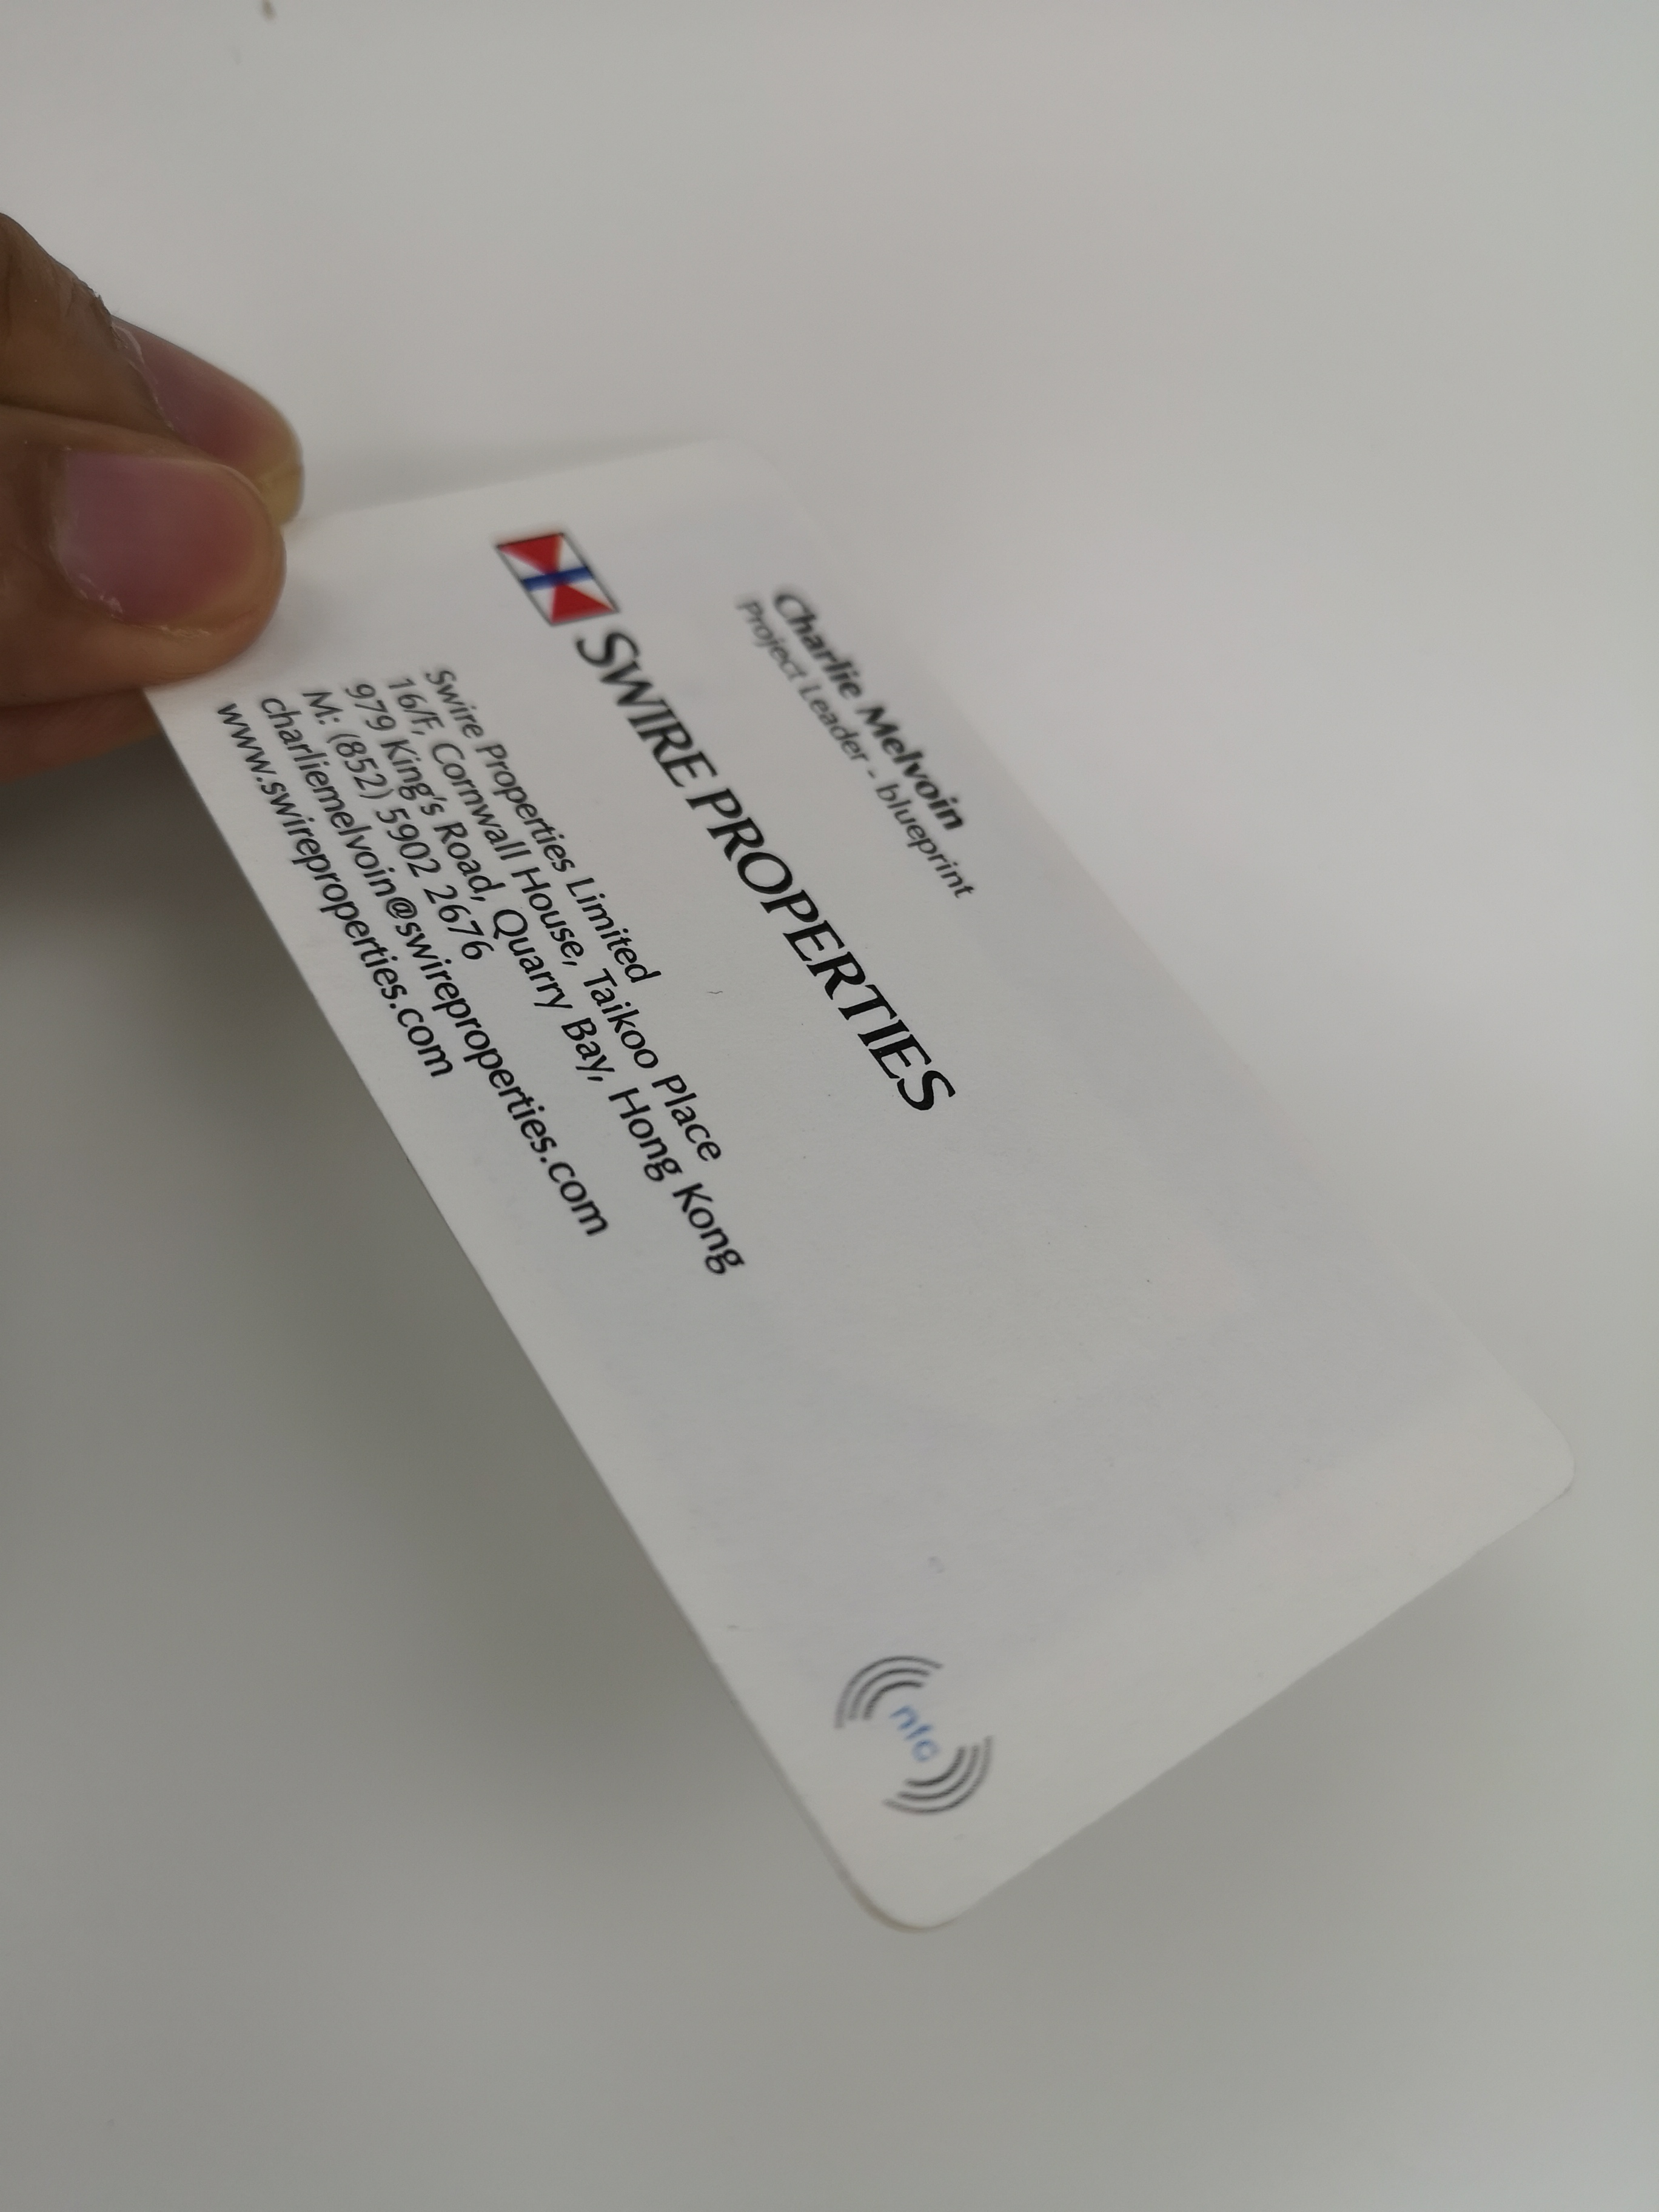 Charlie Melvoin
Project Leader - blueprint
SWIRE PROPERTIES
Swire Properties Limited
16/F, Cornwall House, Taikoo Place
979 King's Road, Quarry Bay, Hong Kong
M: (852) 5902 2676
charliemelvoin@swireproperties.com
www.swireproperties.com
nfc